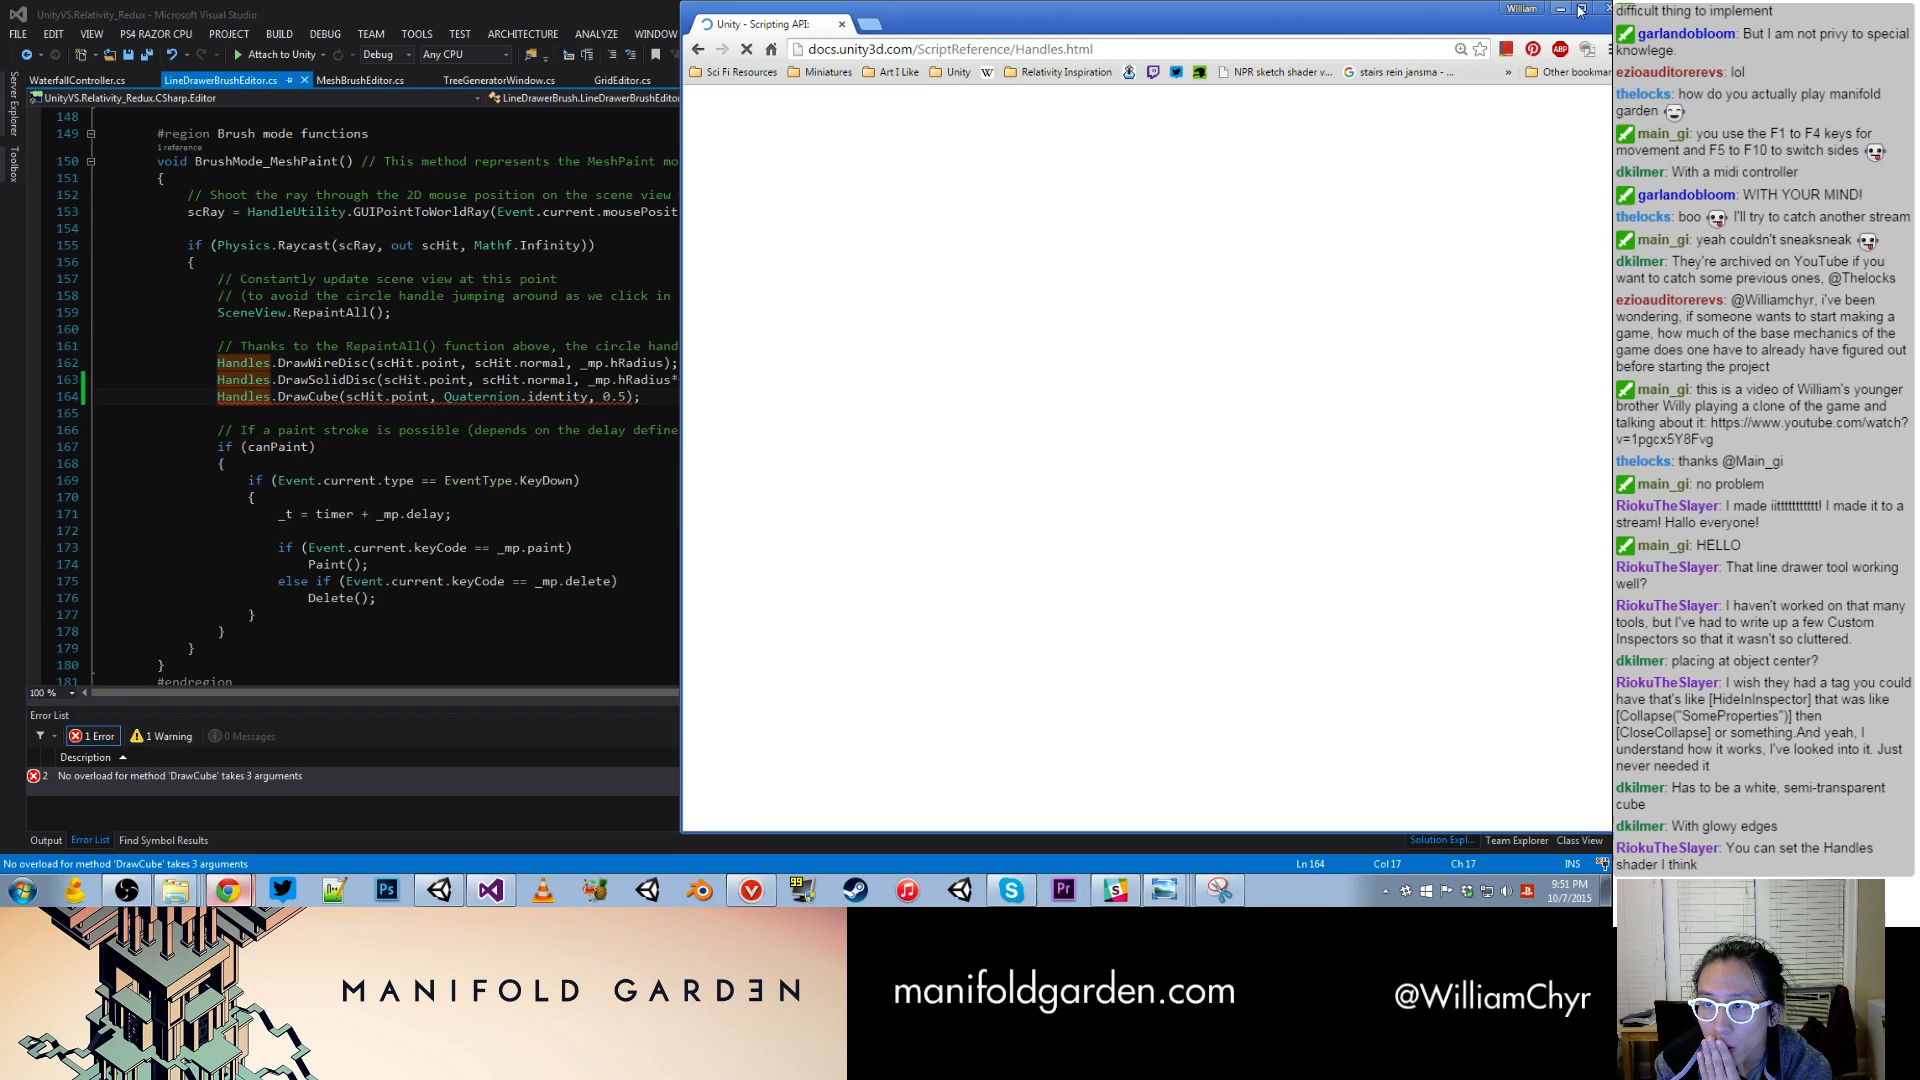 UnityVS.Relativity_Redux - Microsoft Visual Studio
FILE EDIT VIEW PS4 RAZOR CPU PROJECT BUILD DEBUG TEAM TOOLS TEST ARCHITECTURE ANALYZE WINDOW
Attach to Unity Debug Any CPU
WaterfallController.cs LineDrawerBrushEditor.cs MeshBrushEditor.cs TreeGeneratorWindow.cs GridEditor.cs
UnityVS.Relativity_Redux.CSharp.Editor LineDrawerBrush.LineDrawerBrushEditor
Server Explorer
Toolbox
148
149 #region Brush mode functions
1 reference
150 void BrushMode_MeshPaint() // This method represents the MeshPaint mo
151 {
152 // Shoot the ray through the 2D mouse position on the scene view
153 scRay = HandleUtility.GUIPointToWorldRay(Event.current.mousePosit
154
155 if (Physics.Raycast(scRay, out scHit, Mathf.Infinity))
156 {
157 // Constantly update scene view at this point
158 // (to avoid the circle handle jumping around as we click in
159 SceneView.RepaintAll();
160
161 // Thanks to the RepaintAll() function above, the circle hand
162 Handles.DrawWireDisc(scHit.point, scHit.normal, _mp.hRadius);
163 Handles.DrawSolidDisc(scHit.point, scHit.normal, _mp.hRadius*
164 Handles.DrawCube(scHit.point, Quaternion.identity, 0.5);
165
166 // If a paint stroke is possible (depends on the delay define
167 if (canPaint)
168 {
169 if (Event.current.type == EventType.KeyDown)
170 {
171 _t = timer + _mp.delay;
172
173 if (Event.current.keyCode == _mp.paint)
174 Paint();
175 else if (Event.current.keyCode == _mp.delete)
176 Delete();
177 }
178 }
179 }
180 }
181 #endregion
100 %
Error List
1 Error 1 Warning 0 Messages
Description
2 No overload for method 'DrawCube' takes 3 arguments
Output Error List Find Symbol Results
Solution Expl... Team Explorer Class View
No overload for method 'DrawCube' takes 3 arguments Ln 164 Col 17 Ch 17 INS
9:51 PM
10/7/2015
Unity - Scripting API:
William
docs.unity3d.com/ScriptReference/Handles.html
Sci Fi Resources Miniatures Art I Like Unity Relativity Inspiration NPR sketch shader v... stairs rein jansma - ... » Other bookmar
difficult thing to implement
garlandobloom: But I am not privy to special
knowlege.
ezioauditorerevs: lol
thelocks: how do you actually play manifold
garden
main_gi: you use the F1 to F4 keys for
movement and F5 to F10 to switch sides
dkilmer: With a midi controller
garlandobloom: WITH YOUR MIND!
thelocks: boo I'll try to catch another stream
main_gi: yeah couldn't sneaksneak
dkilmer: They're archived on YouTube if you
want to catch some previous ones, @Thelocks
ezioauditorerevs: @Williamchyr, i've been
wondering, if someone wants to start making a
game, how much of the base mechanics of the
game does one have to already have figured out
before starting the project
main_gi: this is a video of William's younger
brother Willy playing a clone of the game and
talking about it: https://www.youtube.com/watch?
v=1pgcx5Y8Fvg
thelocks: thanks @Main_gi
main_gi: no problem
RiokuTheSlayer: I made iitttttttttttt! I made it to a
stream! Hallo everyone!
main_gi: HELLO
RiokuTheSlayer: That line drawer tool working
well?
RiokuTheSlayer: I haven't worked on that many
tools, but I've had to write up a few Custom
Inspectors so that it wasn't so cluttered.
dkilmer: placing at object center?
RiokuTheSlayer: I wish they had a tag you could
have that's like [HideInInspector] that was like
[Collapse("SomeProperties")] then
[CloseCollapse] or something.And yeah, I
understand how it works, I've looked into it. Just
never needed it
dkilmer: Has to be a white, semi-transparent
cube
dkilmer: With glowy edges
RiokuTheSlayer: You can set the Handles
shader I think
MANIFOLD GARDEN
manifoldgarden.com
@WilliamChyr